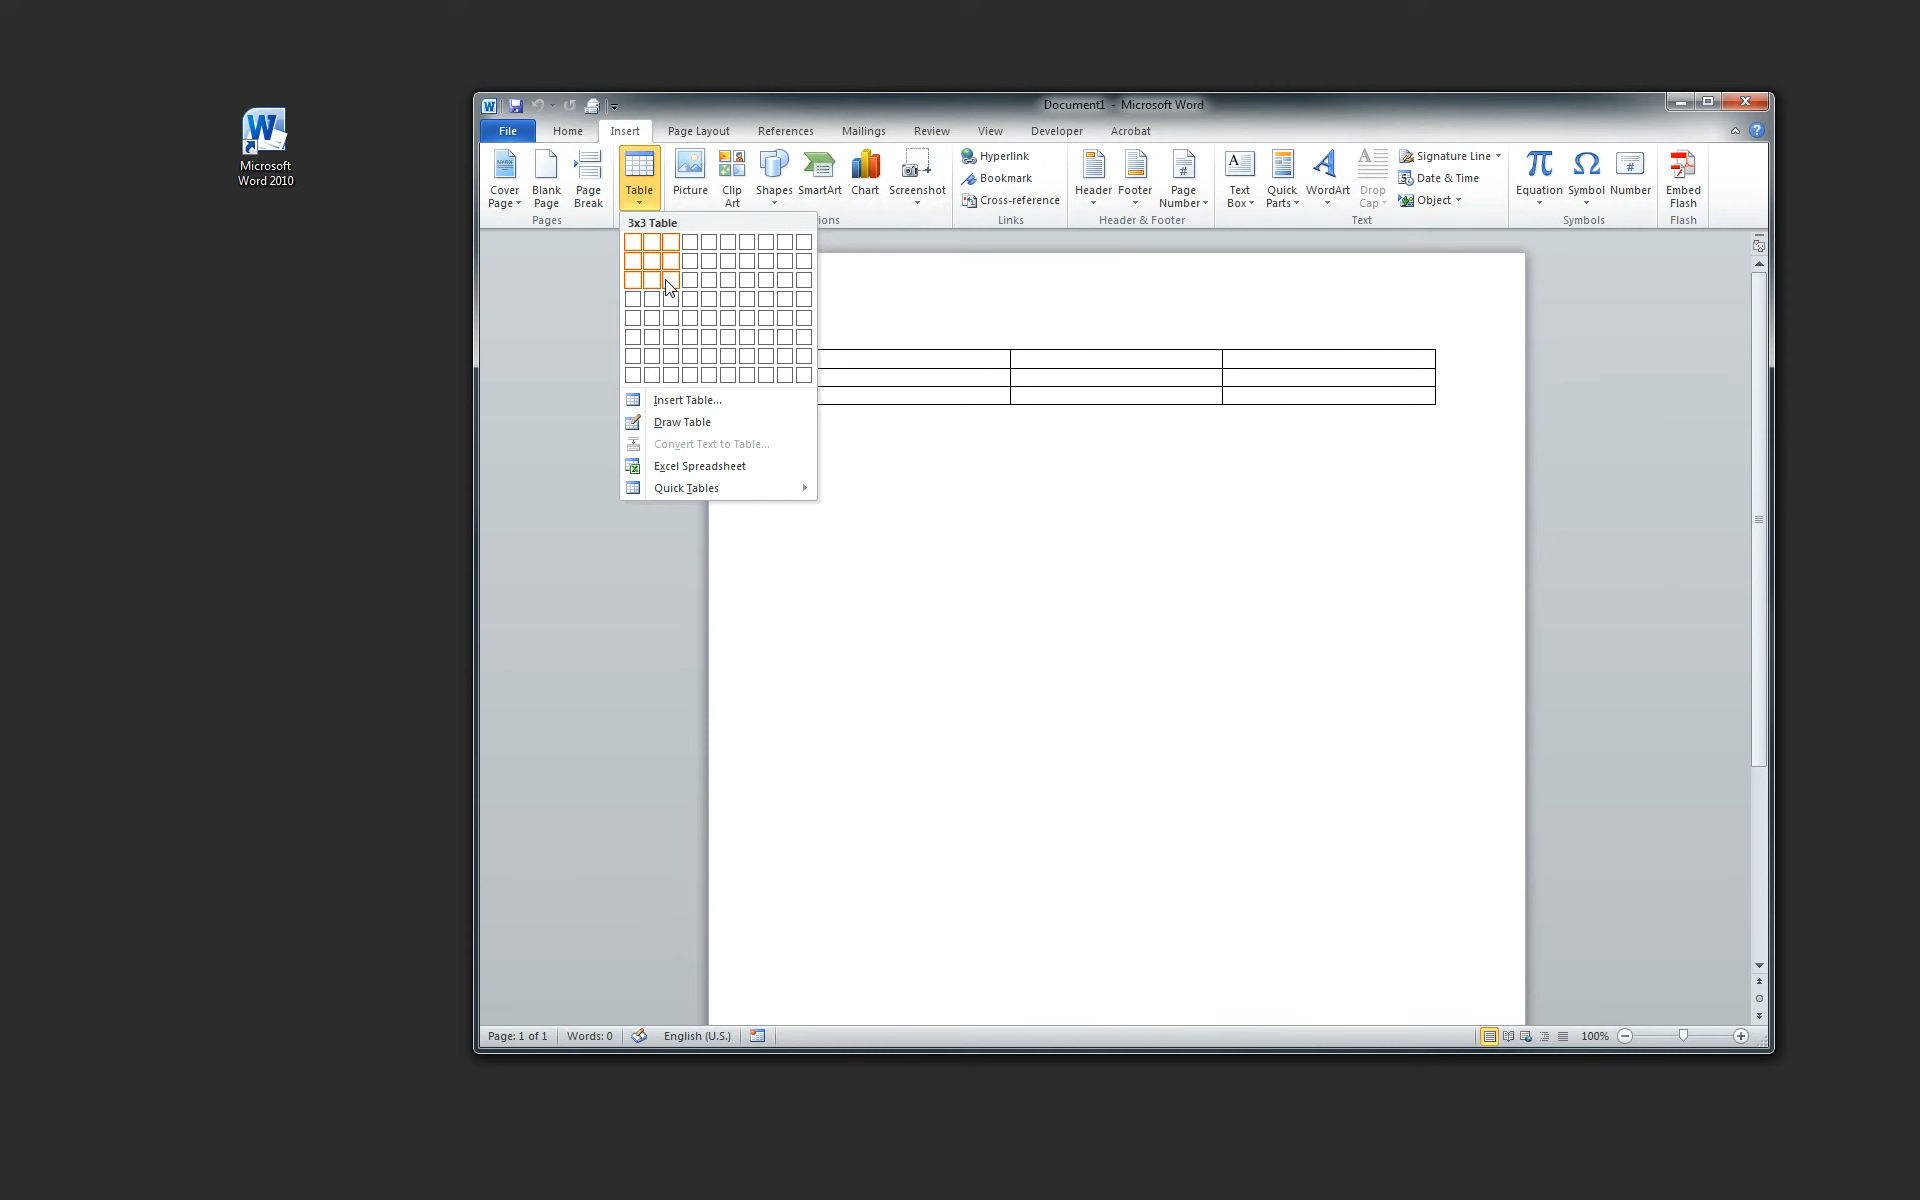 Microsoft
Word 2010
Document1 - Microsoft Word
File Home Insert Page Layout References Mailings Review View Developer Acrobat
Cover Page
Blank Page
Page Break
Table
Picture
Clip Art
Shapes
SmartArt
Chart
Screenshot
Hyperlink
Bookmark
Cross-reference
Header
Footer
Page Number
Text Box
Quick Parts
WordArt
Drop Cap
Signature Line
Date & Time
Object
Equation
Symbol
Number
Embed Flash
Pages
ions
Links
Header & Footer
Text
Symbols
Flash
3x3 Table
Insert Table...
Draw Table
Convert Text to Table...
Excel Spreadsheet
Quick Tables
Page: 1 of 1 Words: 0 English (U.S.) 100%